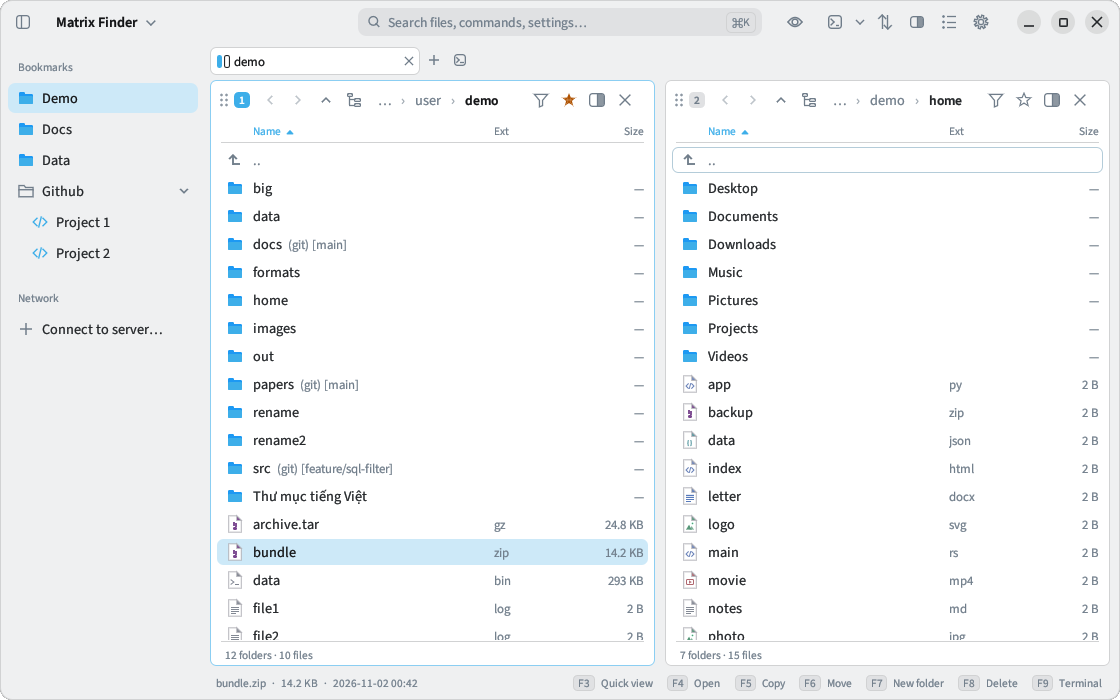 Matrix Finder
Search files, commands, settings…
⌘K
Bookmarks
Demo
Docs
Data
Github
Project 1
Project 2
Network
Connect to server…
demo
1
… › user › demo
Name Ext Size
..
big —
data —
docs (git) [main] —
formats —
home —
images —
out —
papers (git) [main] —
rename —
rename2 —
src (git) [feature/sql-filter] —
Thư mục tiếng Việt —
archive.tar gz 24.8 KB
bundle zip 14.2 KB
data bin 293 KB
file1 log 2 B
file2 log 2 B
12 folders · 10 files
2
… › demo › home
Name Ext Size
..
Desktop —
Documents —
Downloads —
Music —
Pictures —
Projects —
Videos —
app py 2 B
backup zip 2 B
data json 2 B
index html 2 B
letter docx 2 B
logo svg 2 B
main rs 2 B
movie mp4 2 B
notes md 2 B
photo jpg 2 B
7 folders · 15 files
bundle.zip · 14.2 KB · 2026-11-02 00:42
F3 Quick view F4 Open F5 Copy F6 Move F7 New folder F8 Delete F9 Terminal